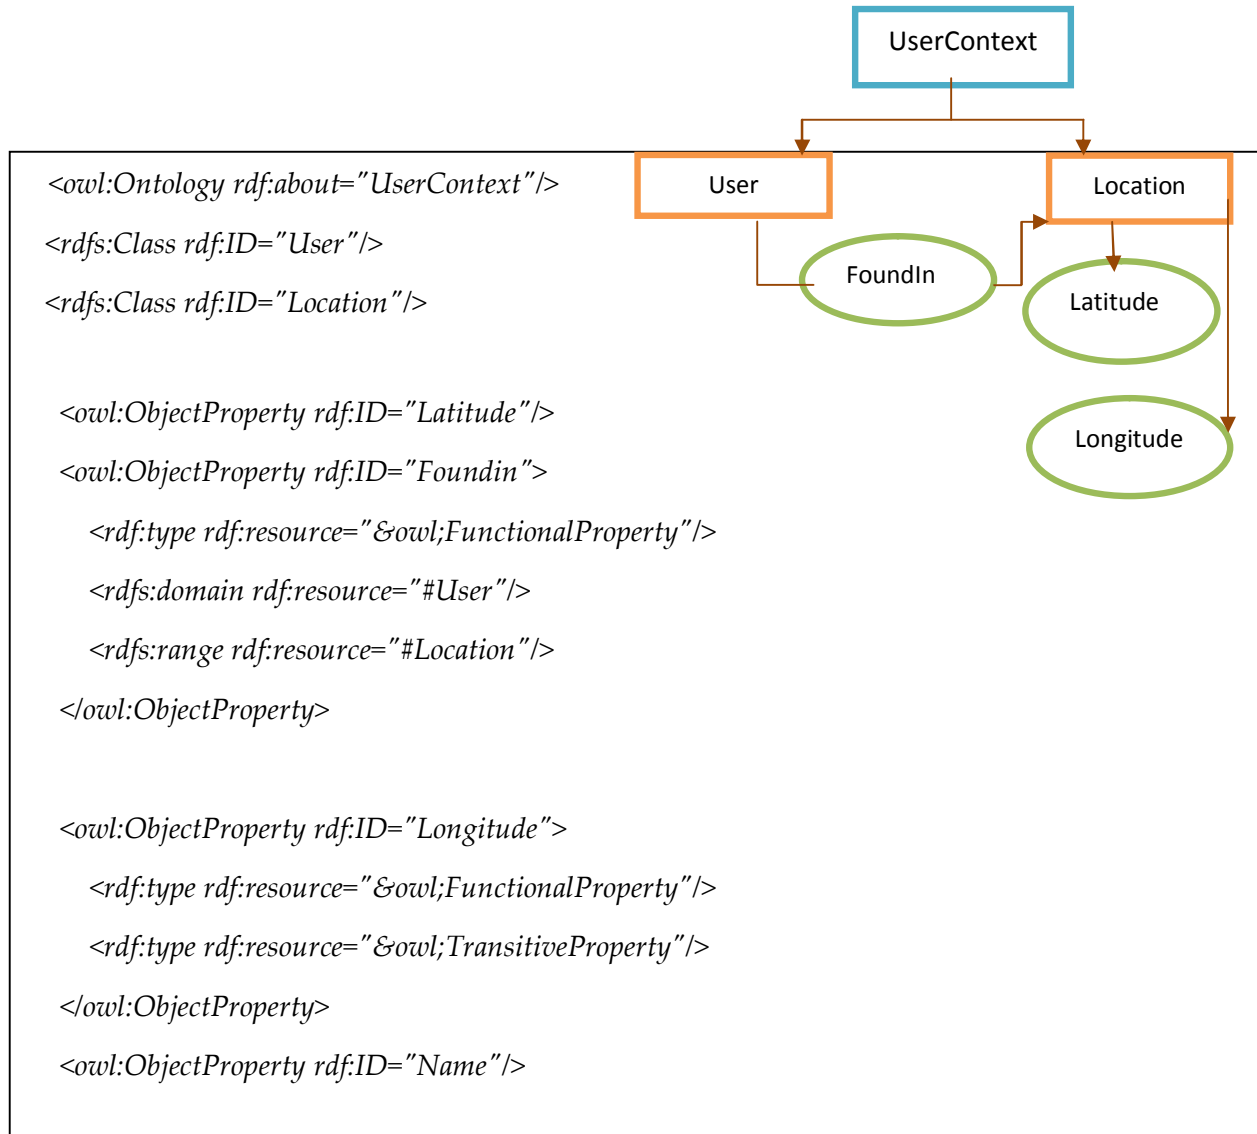 UserContext
<owl:Ontology rdf:about="UserContext"/>
User
Location
<rdfs:Class rdf:ID="User"/>
FoundIn
<rdfs:Class rdf:ID="Location"/>
Latitude
<owl:ObjectProperty rdf:ID="Latitude"/>
Longitude
<owl:ObjectProperty rdf:ID="Foundin">
<rdf:type rdf:resource="&owl;FunctionalProperty"/>
<rdfs:domain rdf:resource="#User"/>
<rdfs:range rdf:resource="#Location"/>
</owl:ObjectProperty>
<owl:ObjectProperty rdf:ID="Longitude">
<rdf:type rdf:resource="&owl;FunctionalProperty"/>
<rdf:type rdf:resource="&owl;TransitiveProperty"/>
</owl:ObjectProperty>
<owl:ObjectProperty rdf:ID="Name"/>